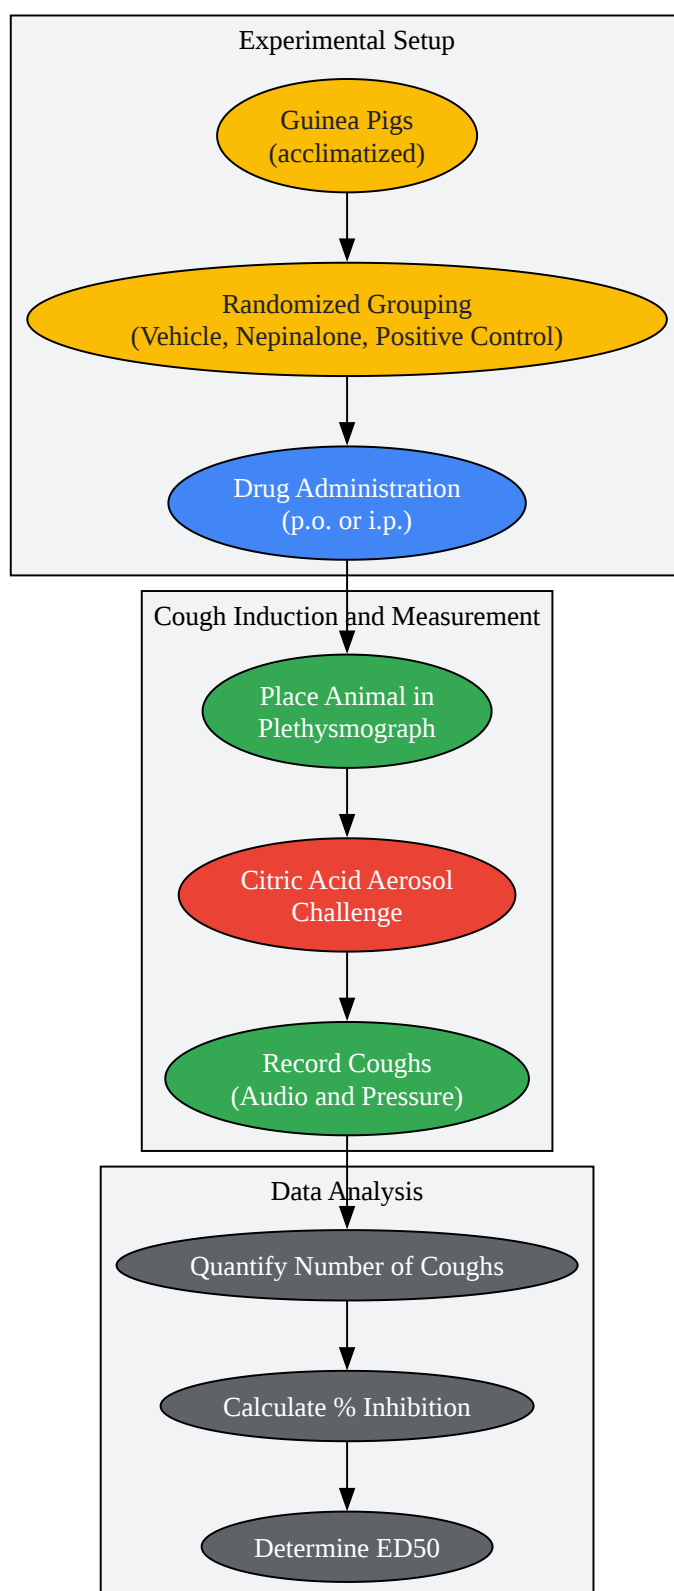 Experimental Setup
Guinea Pigs
(acclimatized)
Randomized Grouping
(Vehicle, Nepinalone, Positive Control)
Drug Administration
(p.o. or i.p.)
Cough Induction and Measurement
Place Animal in
Plethysmograph
Citric Acid Aerosol
Challenge
Record Coughs
(Audio and Pressure)
Data Analysis
Quantify Number of Coughs
Calculate % Inhibition
Determine ED50